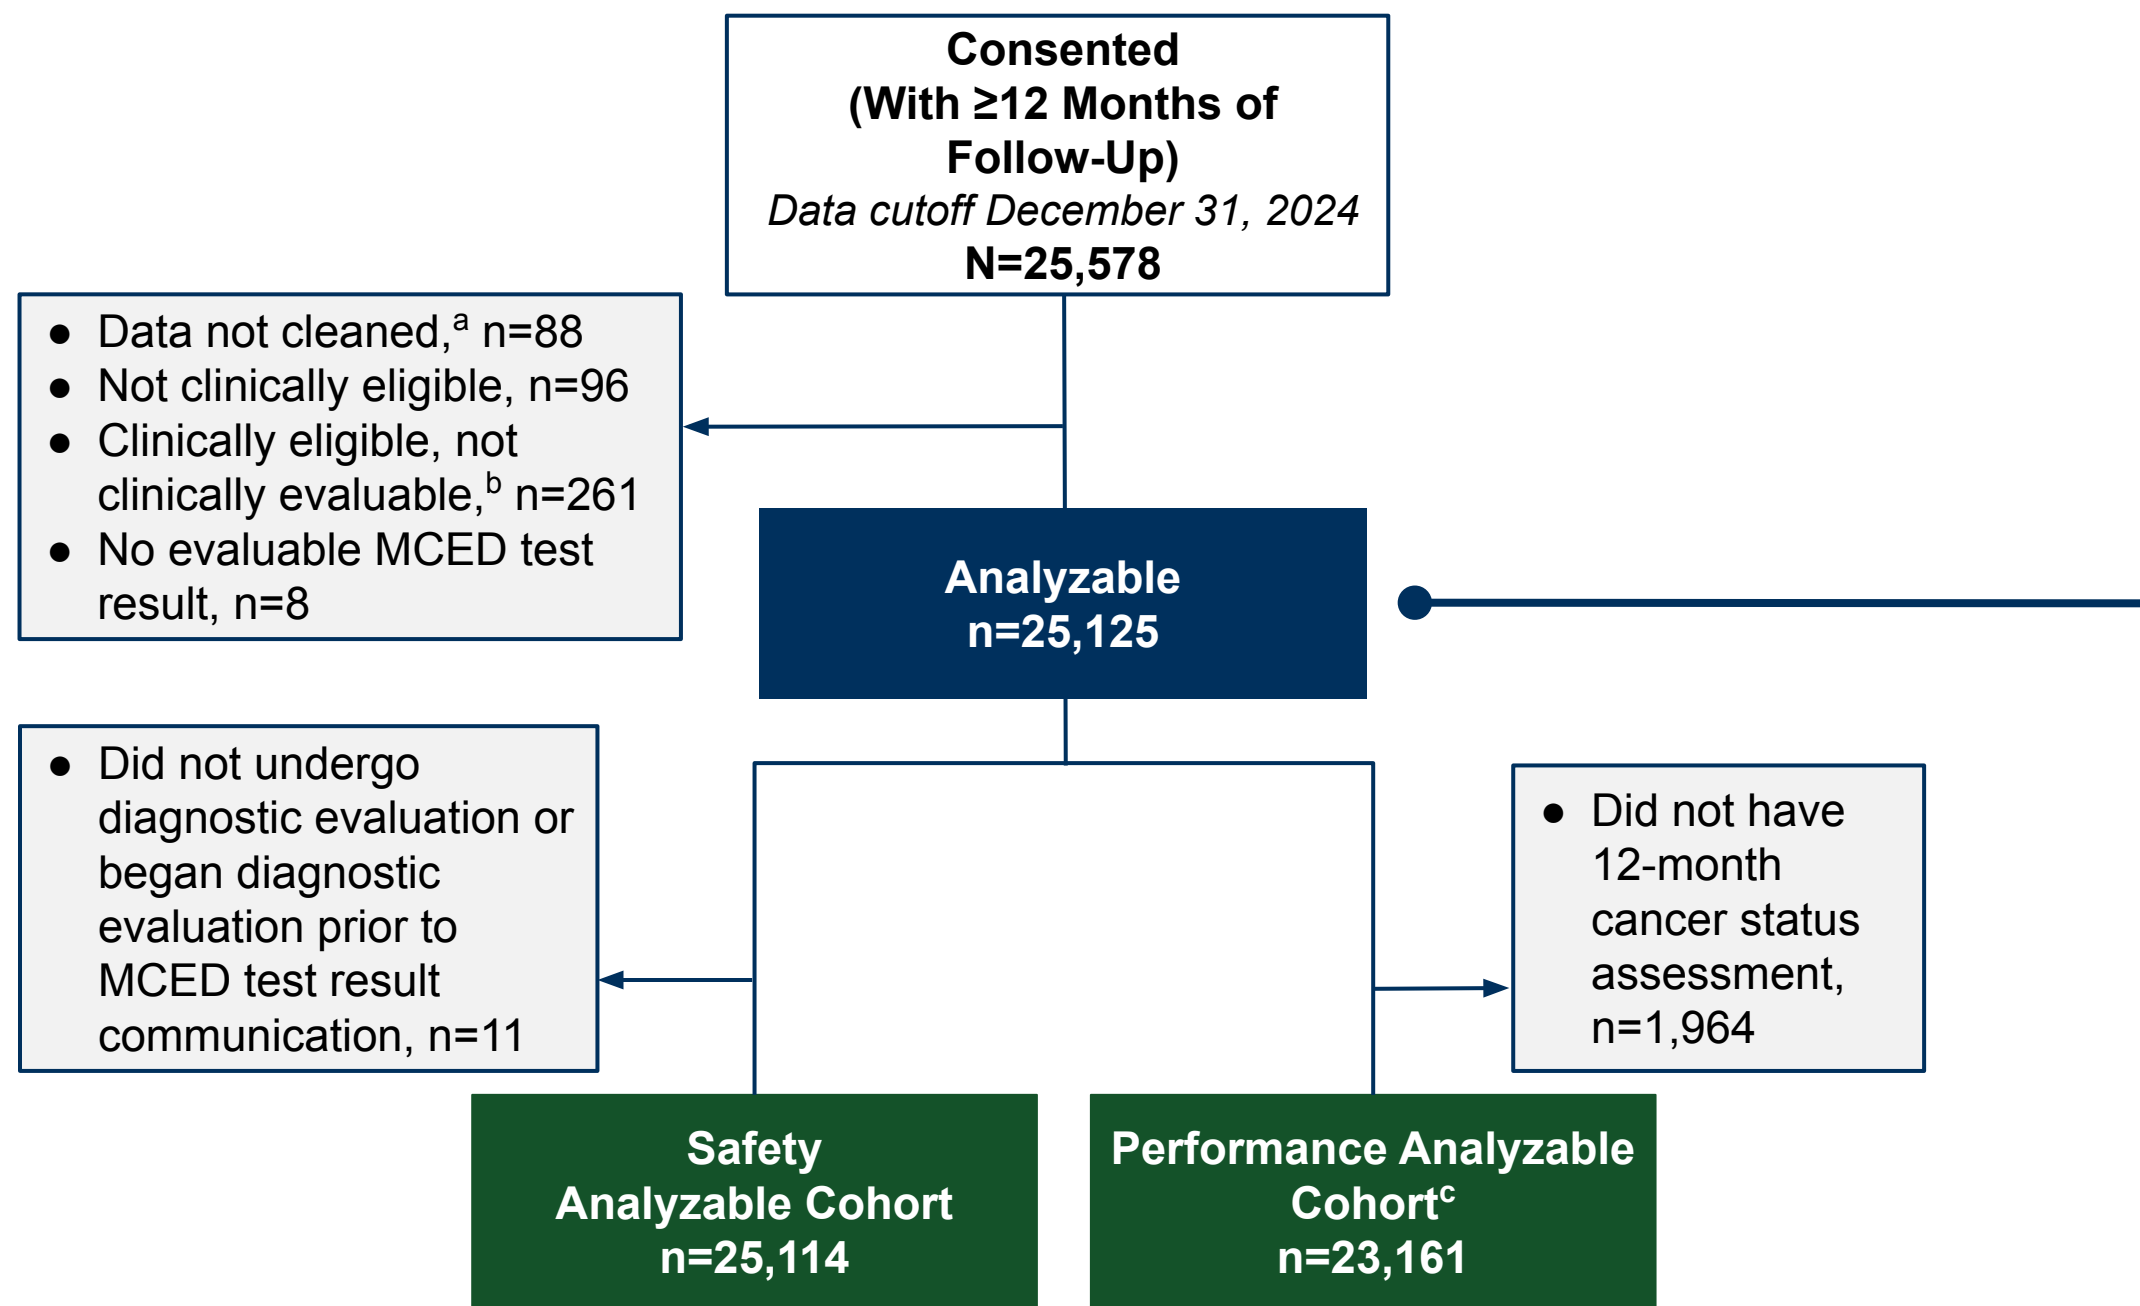 Consented
(With ≥12 Months of
Follow-Up)
Data cutoff December 31, 2024
N=25,578
● Data not cleaned,ᵃ n=88
● Not clinically eligible, n=96
● Clinically eligible, not
clinically evaluable,ᵇ n=261
● No evaluable MCED test
result, n=8
Analyzable
n=25,125
● Did not undergo
diagnostic evaluation or
began diagnostic
evaluation prior to
MCED test result
communication, n=11
● Did not have
12-month
cancer status
assessment,
n=1,964
Safety
Analyzable Cohort
n=25,114
Performance Analyzable
Cohortᶜ
n=23,161